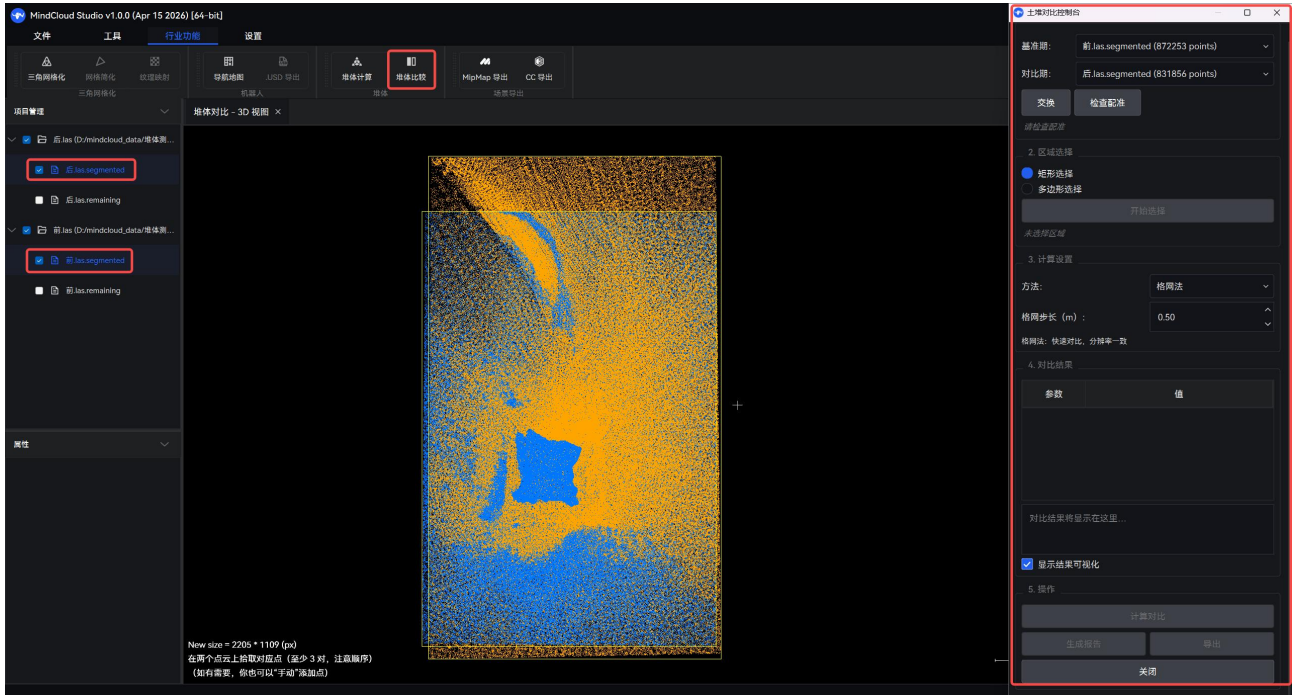 MindCloud Studio v1.0.0 (Apr 15 2026) [64-bit]
文件 工具 行业功能 设置
三角网格化 网格简化 纹理映射
三角网格化
导航地图 .USD 导出
机器人
堆体计算 堆体比较
堆体
MipMap 导出 CC 导出
场景导出
项目管理
后.las (D:/mindcloud_data/堆体测...
后.las.segmented
后.las.remaining
前.las (D:/mindcloud_data/堆体测...
前.las.segmented
前.las.remaining
属性
堆体对比 - 3D 视图 ×
New size = 2205 * 1109 (px)
在两个点云上拾取对应点（至少 3 对，注意顺序）
（如有需要，你也可以“手动”添加点）
土堆对比控制台
基准期: 前.las.segmented (872253 points)
对比期: 后.las.segmented (831856 points)
交换 检查配准
请检查配准
2. 区域选择
矩形选择
多边形选择
开始选择
未选择区域
3. 计算设置
方法: 格网法
格网步长（m）: 0.50
格网法：快速对比，分辨率一致
4. 对比结果
参数 值
对比结果将显示在这里...
显示结果可视化
5. 操作
计算对比
生成报告 导出
关闭